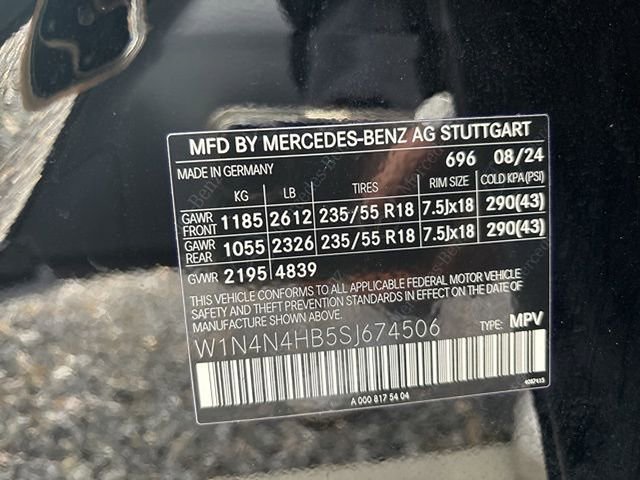 MFD BY MERCEDES-BENZ AG STUTTGART
MADE IN GERMANY 696 08/24
KG LB TIRES RIM SIZE COLD KPA(PSI)
GAWR FRONT 1185 2612 235/55 R18 7.5Jx18 290(43)
GAWR REAR 1055 2326 235/55 R18 7.5Jx18 290(43)
GVWR 2195 4839
THIS VEHICLE CONFORMS TO ALL APPLICABLE FEDERAL MOTOR VEHICLE
SAFETY AND THEFT PREVENTION STANDARDS IN EFFECT ON THE DATE OF
MANUFACTURE SHOWN ABOVE.
W1N4N4HB5SJ674506 TYPE: MPV
A 000 817 54 04